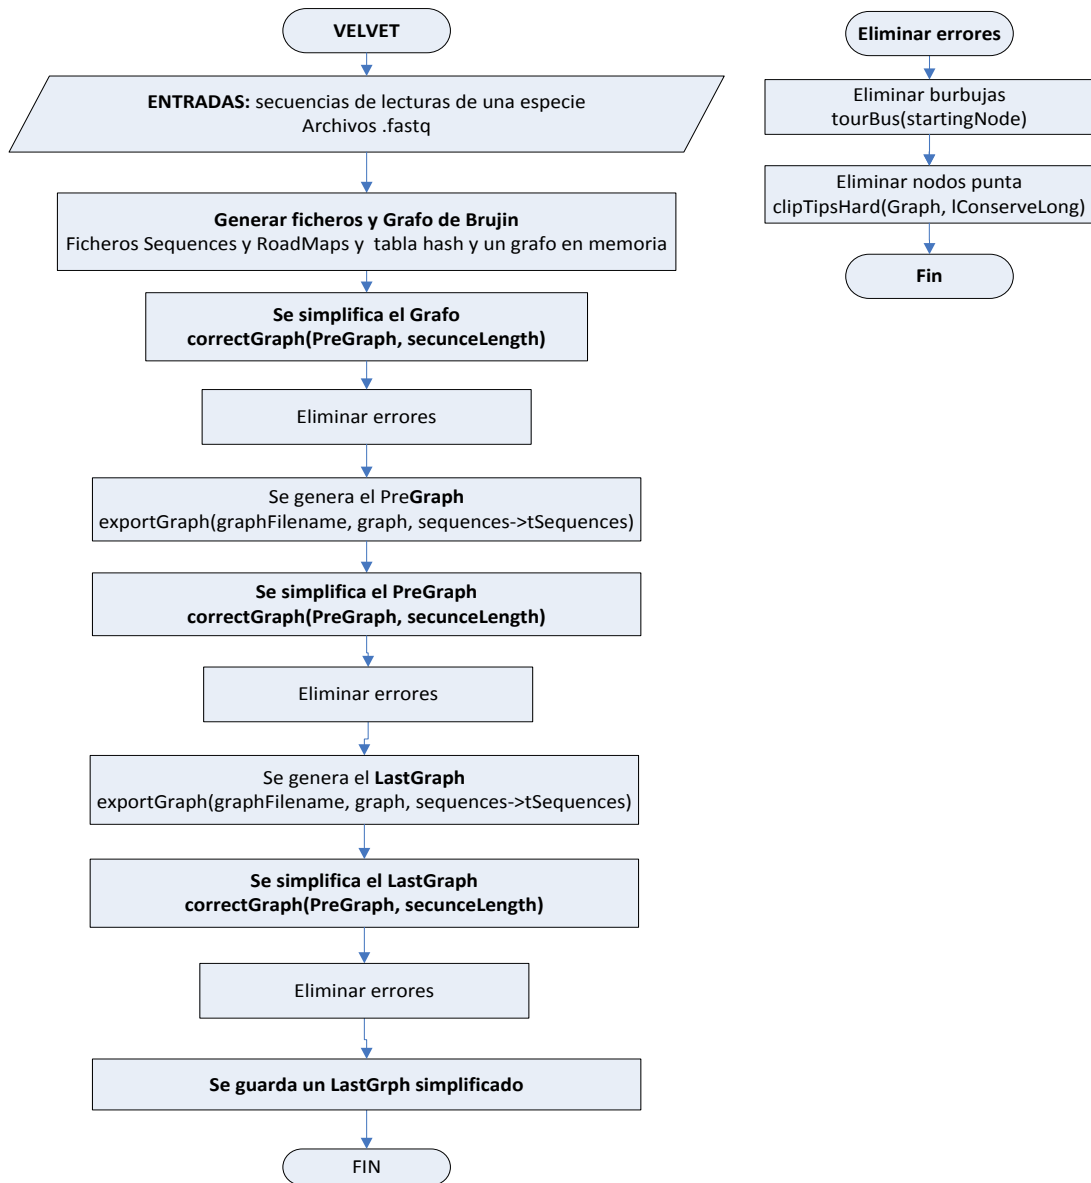 VELVET
ENTRADAS: secuencias de lecturas de una especie
Archivos .fastq
Generar ficheros y Grafo de Brujin
Ficheros Sequences y RoadMaps y tabla hash y un grafo en memoria
Se simplifica el Grafo
correctGraph(PreGraph, secunceLength)
Eliminar errores
Se genera el PreGraph
exportGraph(graphFilename, graph, sequences->tSequences)
Se simplifica el PreGraph
correctGraph(PreGraph, secunceLength)
Eliminar errores
Se genera el LastGraph
exportGraph(graphFilename, graph, sequences->tSequences)
Se simplifica el LastGraph
correctGraph(PreGraph, secunceLength)
Eliminar errores
Se guarda un LastGrph simplificado
FIN
Eliminar errores
Eliminar burbujas
tourBus(startingNode)
Eliminar nodos punta
clipTipsHard(Graph, lConserveLong)
Fin